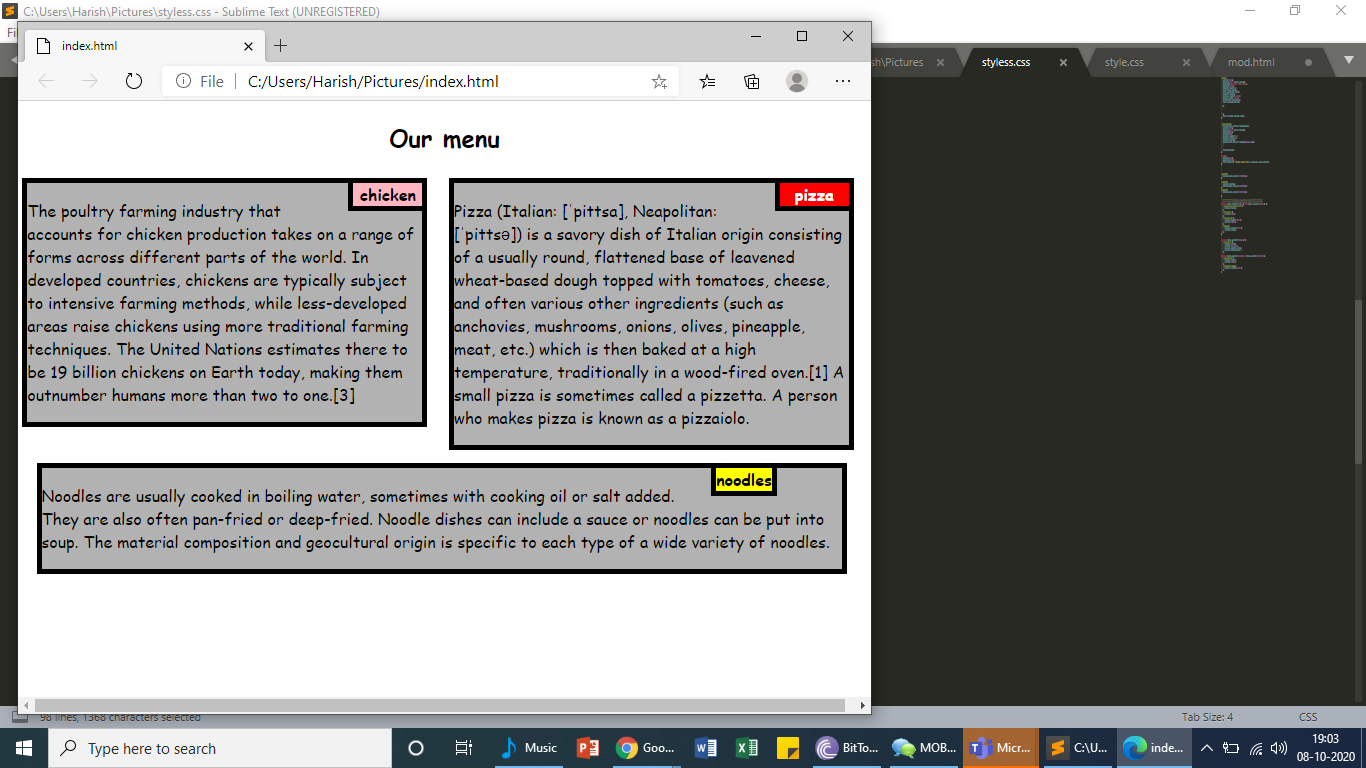 C:\Users\Harish\Pictures\styless.css - Sublime Text (UNREGISTERED)
index.html
File C:/Users/Harish/Pictures/index.html
sh\Pictures
styless.css
style.css
mod.html
Our menu
chicken
The poultry farming industry that
accounts for chicken production takes on a range of
forms across different parts of the world. In
developed countries, chickens are typically subject
to intensive farming methods, while less-developed
areas raise chickens using more traditional farming
techniques. The United Nations estimates there to
be 19 billion chickens on Earth today, making them
outnumber humans more than two to one.[3]
pizza
Pizza (Italian: [ˈpittsa], Neapolitan:
[ˈpittsə]) is a savory dish of Italian origin consisting
of a usually round, flattened base of leavened
wheat-based dough topped with tomatoes, cheese,
and often various other ingredients (such as
anchovies, mushrooms, onions, olives, pineapple,
meat, etc.) which is then baked at a high
temperature, traditionally in a wood-fired oven.[1] A
small pizza is sometimes called a pizzetta. A person
who makes pizza is known as a pizzaiolo.
noodles
Noodles are usually cooked in boiling water, sometimes with cooking oil or salt added.
They are also often pan-fried or deep-fried. Noodle dishes can include a sauce or noodles can be put into
soup. The material composition and geocultural origin is specific to each type of a wide variety of noodles.
98 lines, 1368 characters selected
Tab Size: 4
CSS
Type here to search
Music
Goo...
BitTo...
MOB...
Micr...
C:\U...
inde...
19:03
08-10-2020